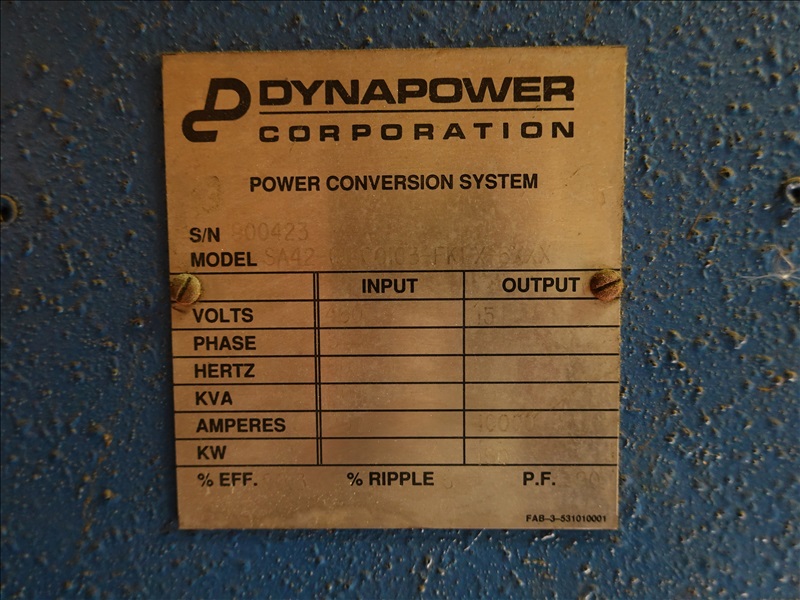 DYNAPOWER
CORPORATION
POWER CONVERSION SYSTEM
S/N 900423
MODEL
INPUT OUTPUT
VOLTS
PHASE
HERTZ
KVA
AMPERES
KW
% EFF. % RIPPLE P.F.
FAB-3-531010001